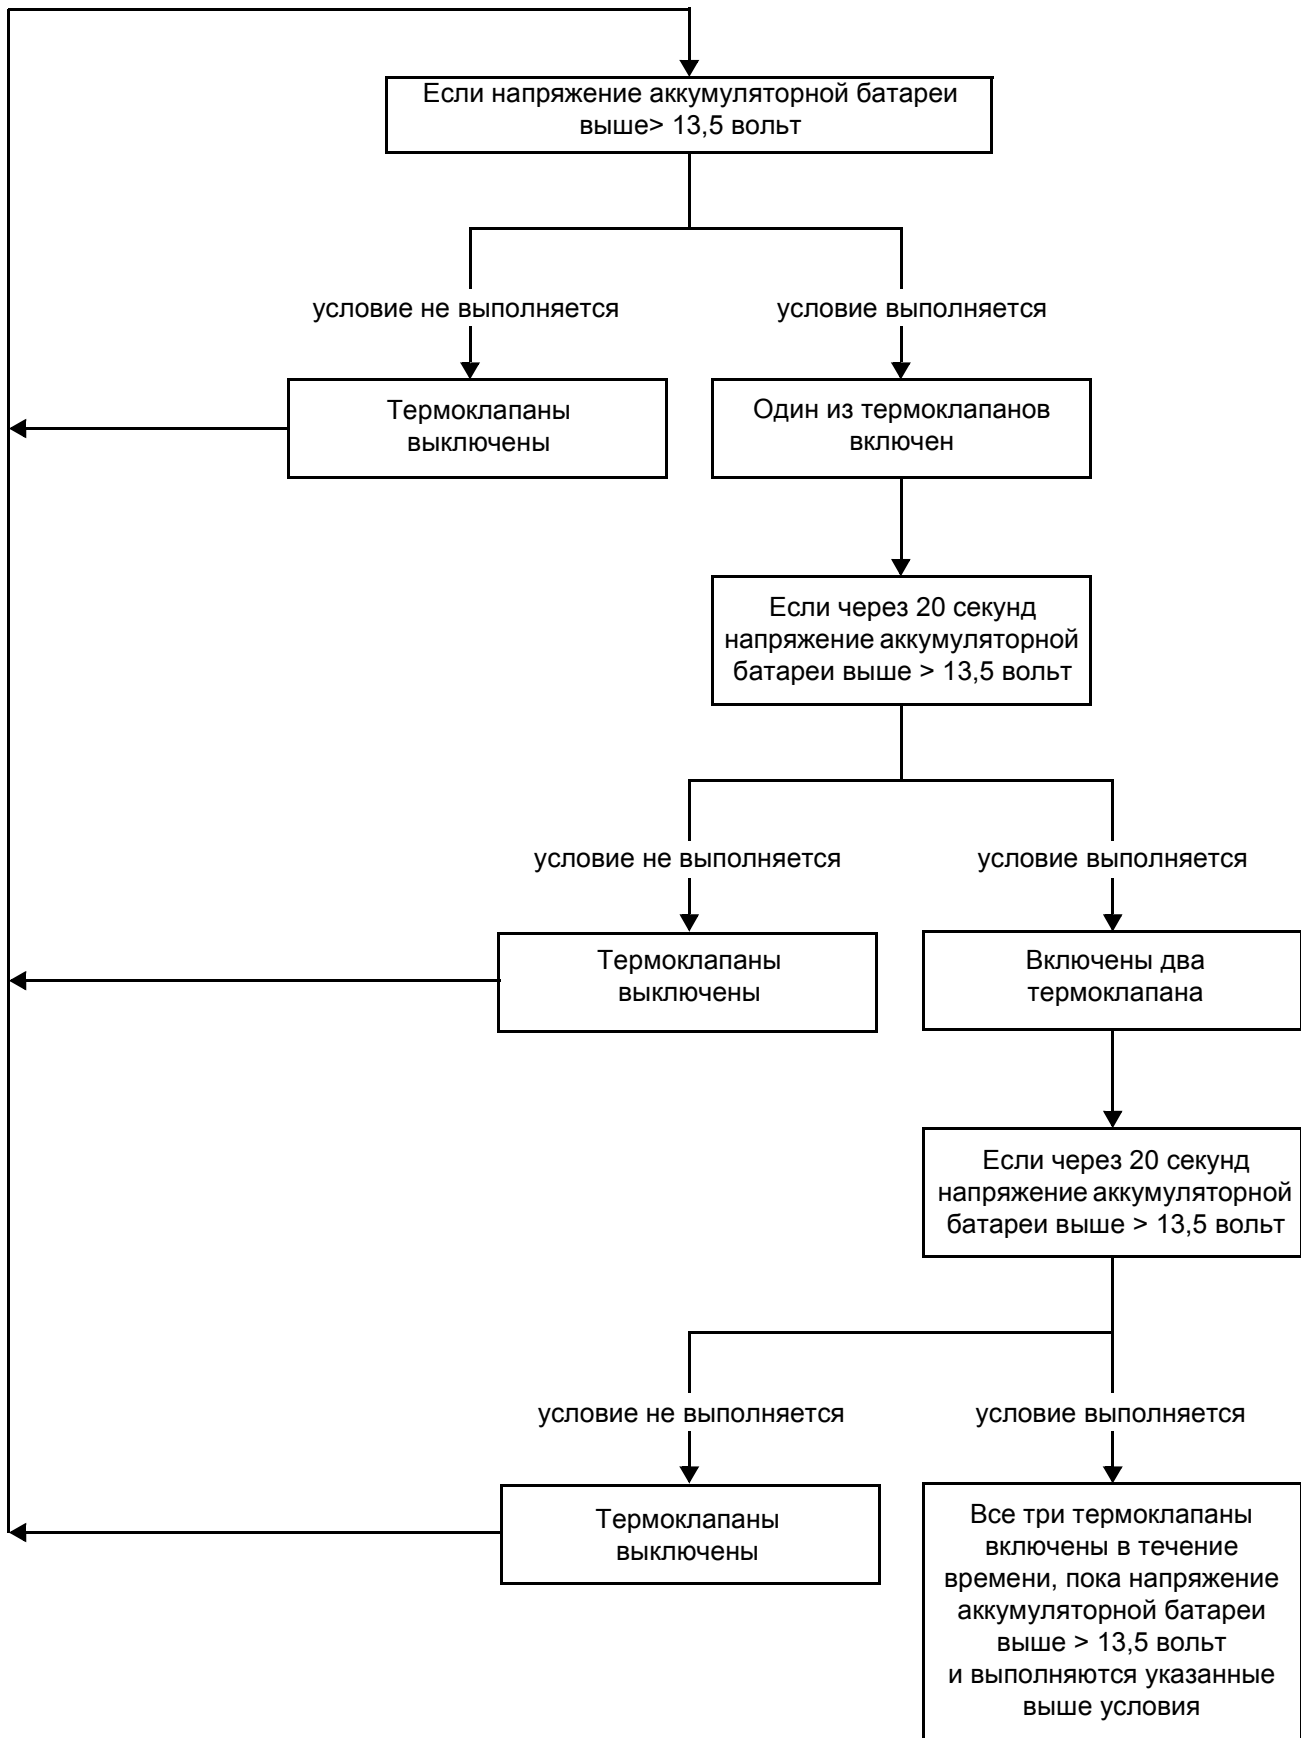 Если напряжение аккумуляторной батареи
выше> 13,5 вольт
условие не выполняется
условие выполняется
Термоклапаны
выключены
Один из термоклапанов
включен
Если через 20 секунд
напряжение аккумуляторной
батареи выше > 13,5 вольт
условие не выполняется
условие выполняется
Термоклапаны
выключены
Включены два
термоклапана
Если через 20 секунд
напряжение аккумуляторной
батареи выше > 13,5 вольт
условие не выполняется
условие выполняется
Термоклапаны
выключены
Все три термоклапаны
включены в течение
времени, пока напряжение
аккумуляторной батареи
выше > 13,5 вольт
и выполняются указанные
выше условия